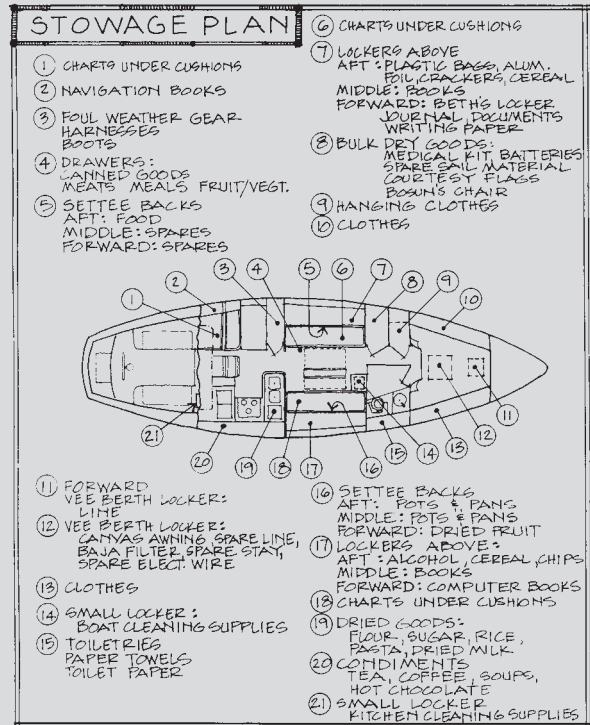 STOWAGE PLAN
① CHARTS UNDER CUSHIONS
② NAVIGATION BOOKS
③ FOUL WEATHER GEAR
HARNESSES
BOOTS
④ DRAWERS:
CANNED GOODS
MEATS MEALS FRUIT/VEGT.
⑤ SETTEE BACKS
AFT: FOOD
MIDDLE: SPARES
FORWARD: SPARES
⑥ CHARTS UNDER CUSHIONS
⑦ LOCKERS ABOVE
AFT: PLASTIC BAGS, ALUM.
FOIL, CRACKERS, CEREAL
MIDDLE: BOOKS
FORWARD: BETH'S LOCKER
JOURNAL, DOCUMENTS
WRITING PAPER
⑧ BULK DRY GOODS:
MEDICAL KIT, BATTERIES
SPARE SAIL MATERIAL
COURTESY FLAGS
BOSUN'S CHAIR
⑨ HANGING CLOTHES
⑩ CLOTHES
① ② ③ ④ ⑤ ⑥ ⑦ ⑧ ⑨ ⑩
21 20 19 18 17 16 15 14 13 12 11
⑪ FORWARD
VEE BERTH LOCKER:
LINE
⑫ VEE BERTH LOCKER:
CANVAS AWNING, SPARE LINE,
BAJA FILTER, SPARE STAY,
SPARE ELECT. WIRE
⑬ CLOTHES
⑭ SMALL LOCKER:
BOAT CLEANING SUPPLIES
⑮ TOILETRIES
PAPER TOWELS
TOILET PAPER
⑯ SETTEE BACKS
AFT: POTS & PANS
MIDDLE: POTS & PANS
FORWARD: DRIED FRUIT
⑰ LOCKERS ABOVE:
AFT: ALCOHOL, CEREAL, CHIPS
MIDDLE: BOOKS
FORWARD: COMPUTER BOOKS
⑱ CHARTS UNDER CUSHIONS
⑲ DRIED GOODS:
FLOUR, SUGAR, RICE,
PASTA, DRIED MILK
⑳ CONDIMENTS
TEA, COFFEE, SOUPS,
HOT CHOCOLATE
㉑ SMALL LOCKER
KITCHEN CLEANING SUPPLIES